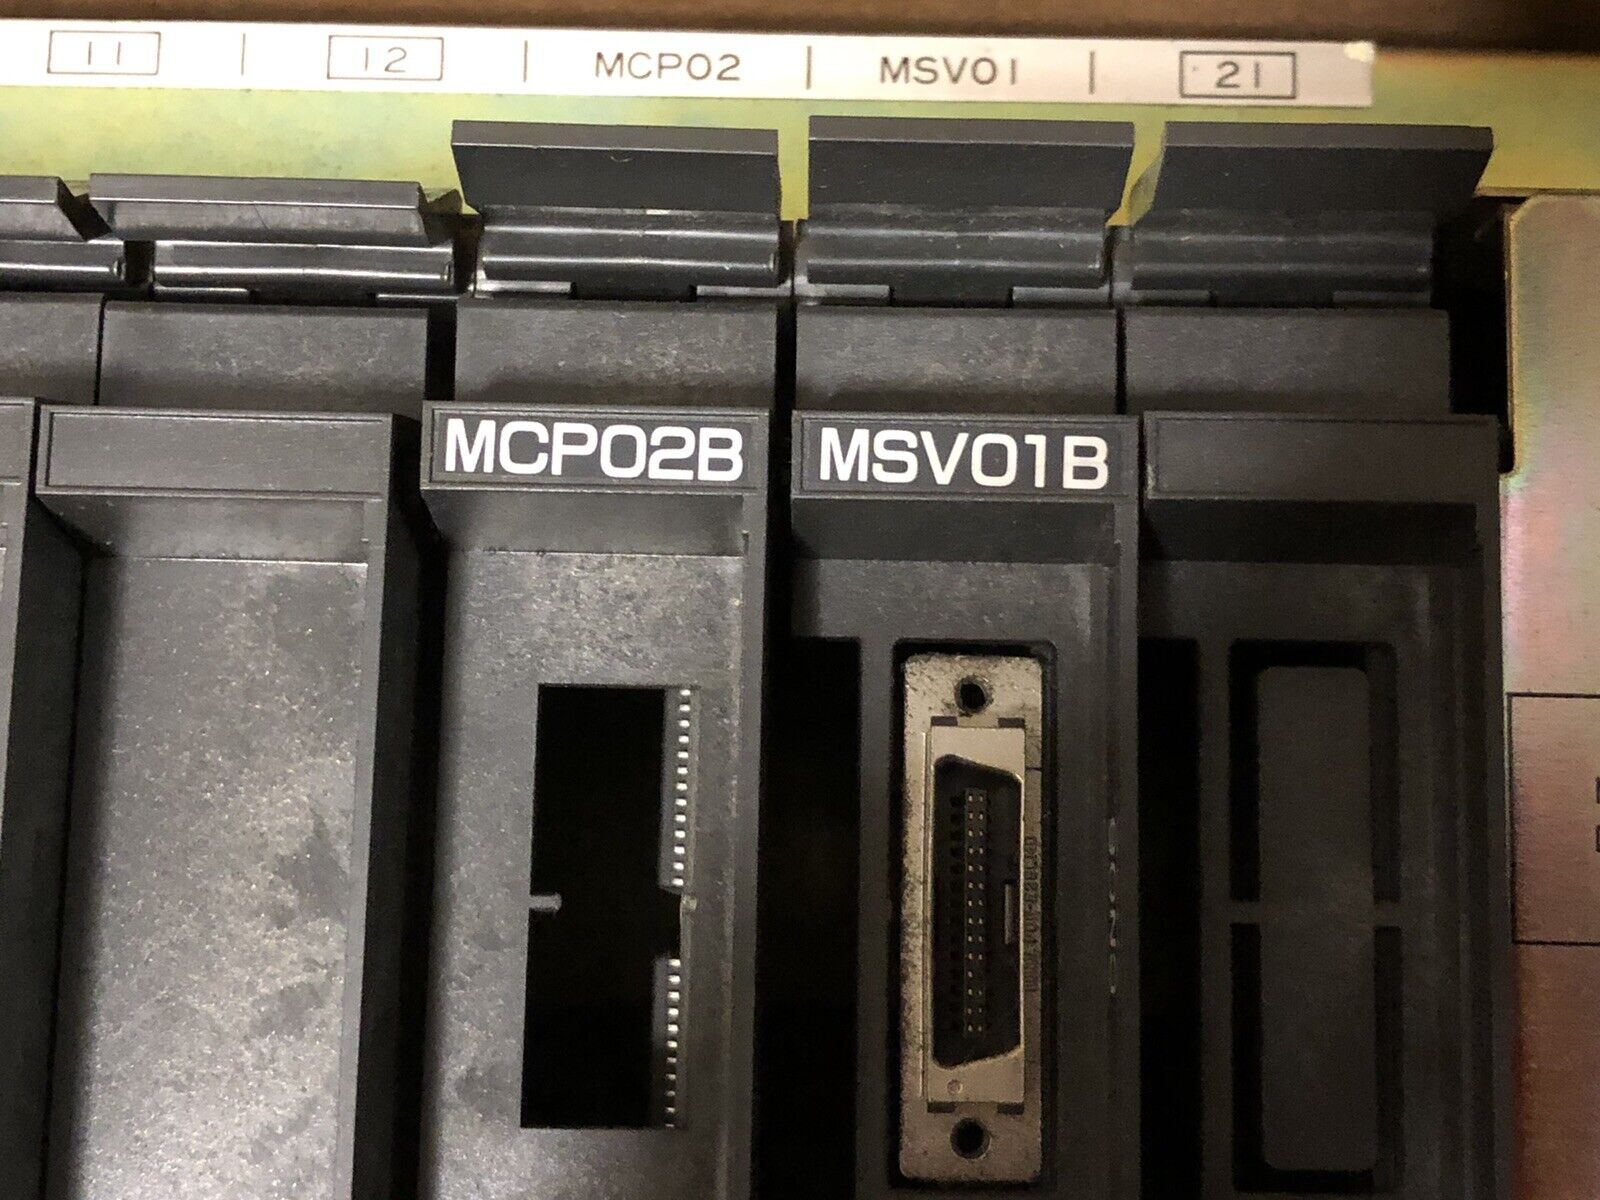 11 | 12 | MCP02 | MSV01 | 21
MCP02B
MSV01B